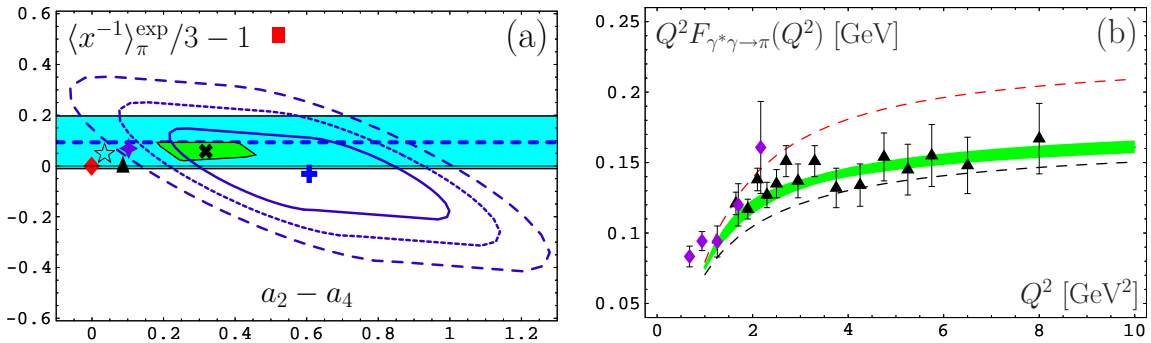 ⟨x⁻¹⟩π^exp/3 − 1 (a)
0.6
0.4
0.2
0
-0.2
-0.4
-0.6
a₂ − a₄
0 0.2 0.4 0.6 0.8 1 1.2
Q²Fγ*γ→π(Q²) [GeV] (b)
0.25
0.2
0.15
0.1
0.05
Q² [GeV²]
0 2 4 6 8 10